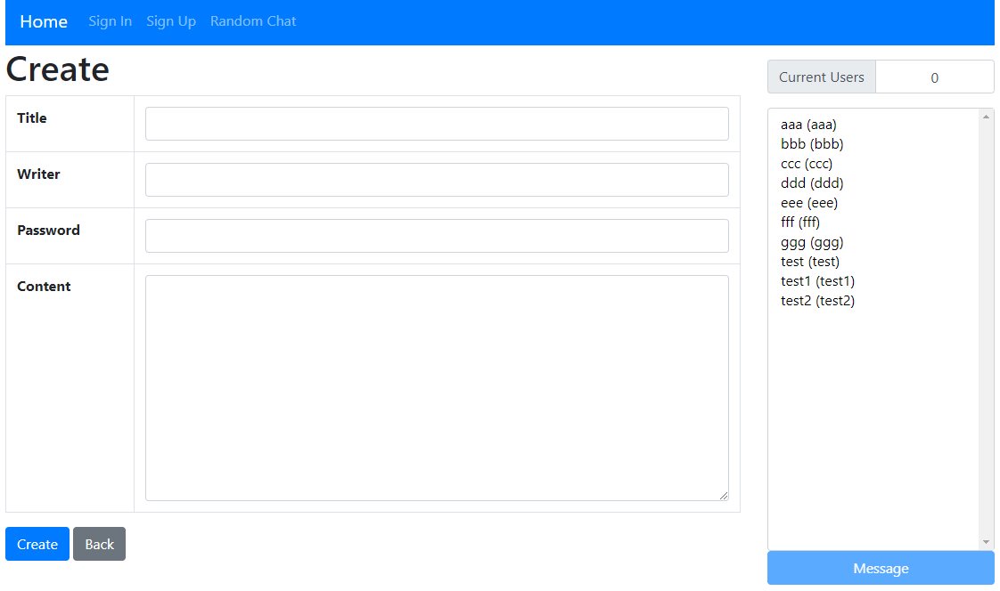 Home Sign In Sign Up Random Chat
Create
Title
Writer
Password
Content
Create Back
Current Users 0
aaa (aaa)
bbb (bbb)
ccc (ccc)
ddd (ddd)
eee (eee)
fff (fff)
ggg (ggg)
test (test)
test1 (test1)
test2 (test2)
Message